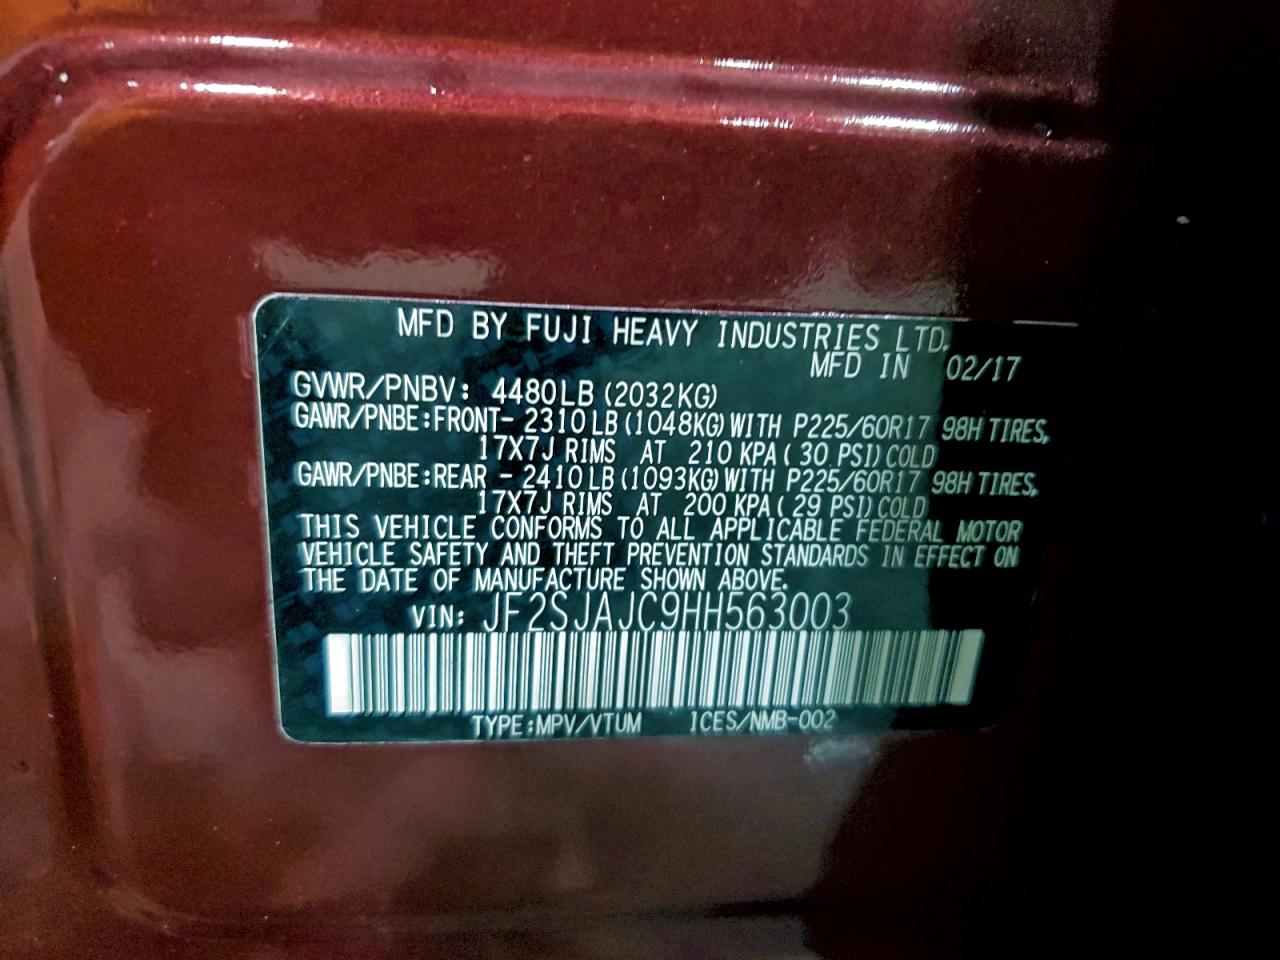 MFD BY FUJI HEAVY INDUSTRIES LTD.
MFD IN 02/17
GVWR/PNBV: 4480LB (2032KG)
GAWR/PNBE:FRONT- 2310LB (1048KG) WITH P225/60R17 98H TIRES,
17X7J RIMS AT 210 KPA ( 30 PSI) COLD
GAWR/PNBE:REAR - 2410LB (1093KG) WITH P225/60R17 98H TIRES,
17X7J RIMS AT 200 KPA ( 29 PSI) COLD
THIS VEHICLE CONFORMS TO ALL APPLICABLE FEDERAL MOTOR
VEHICLE SAFETY AND THEFT PREVENTION STANDARDS IN EFFECT ON
THE DATE OF MANUFACTURE SHOWN ABOVE.
VIN: JF2SJAJC9HH563003
TYPE:MPV/VTUM ICES/NMB-002